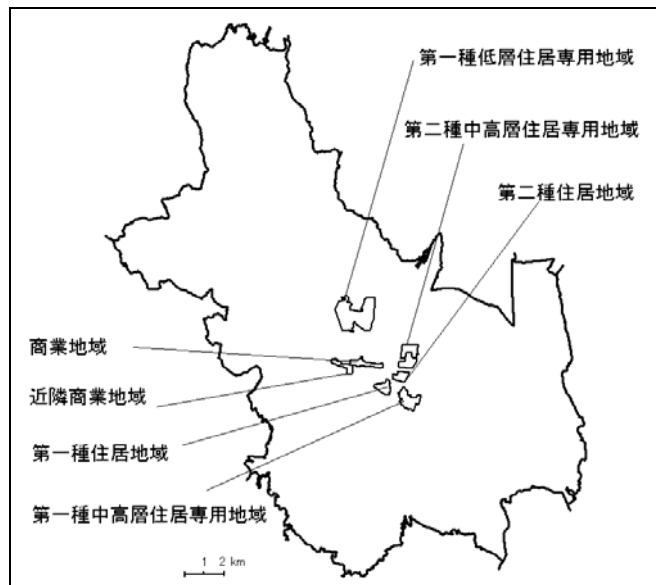 第一種低層住居専用地域
第二種中高層住居専用地域
第二種住居地域
商業地域
近隣商業地域
第一種住居地域
第一種中高層住居専用地域
1 2 km